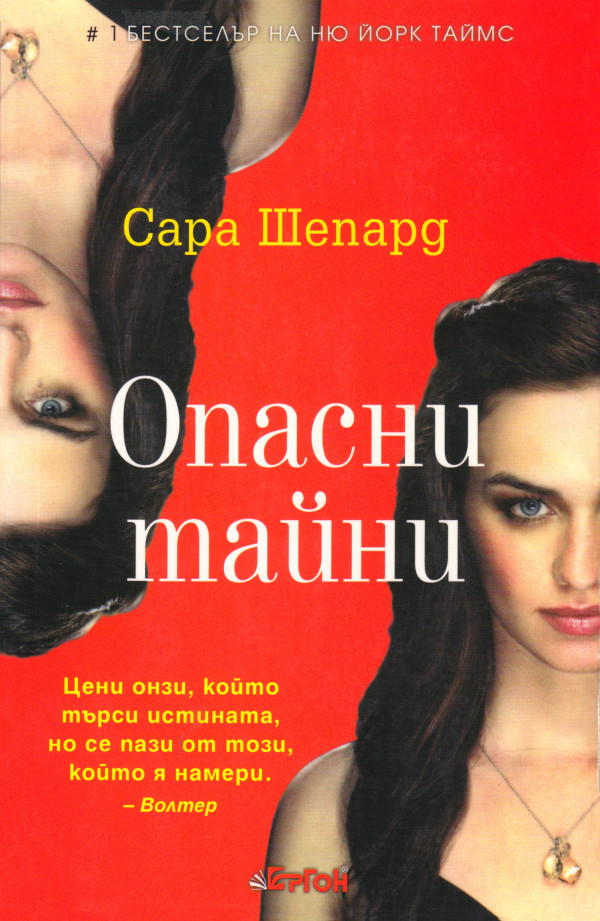 # 1 БЕСТСЕЛЪР НА НЮ ЙОРК ТАЙМС
Сара Шепард
Опасни
тайни
Цени онзи, който
търси истината,
но се пази от този,
който я намери.
– Волтер
ЕРГОН®